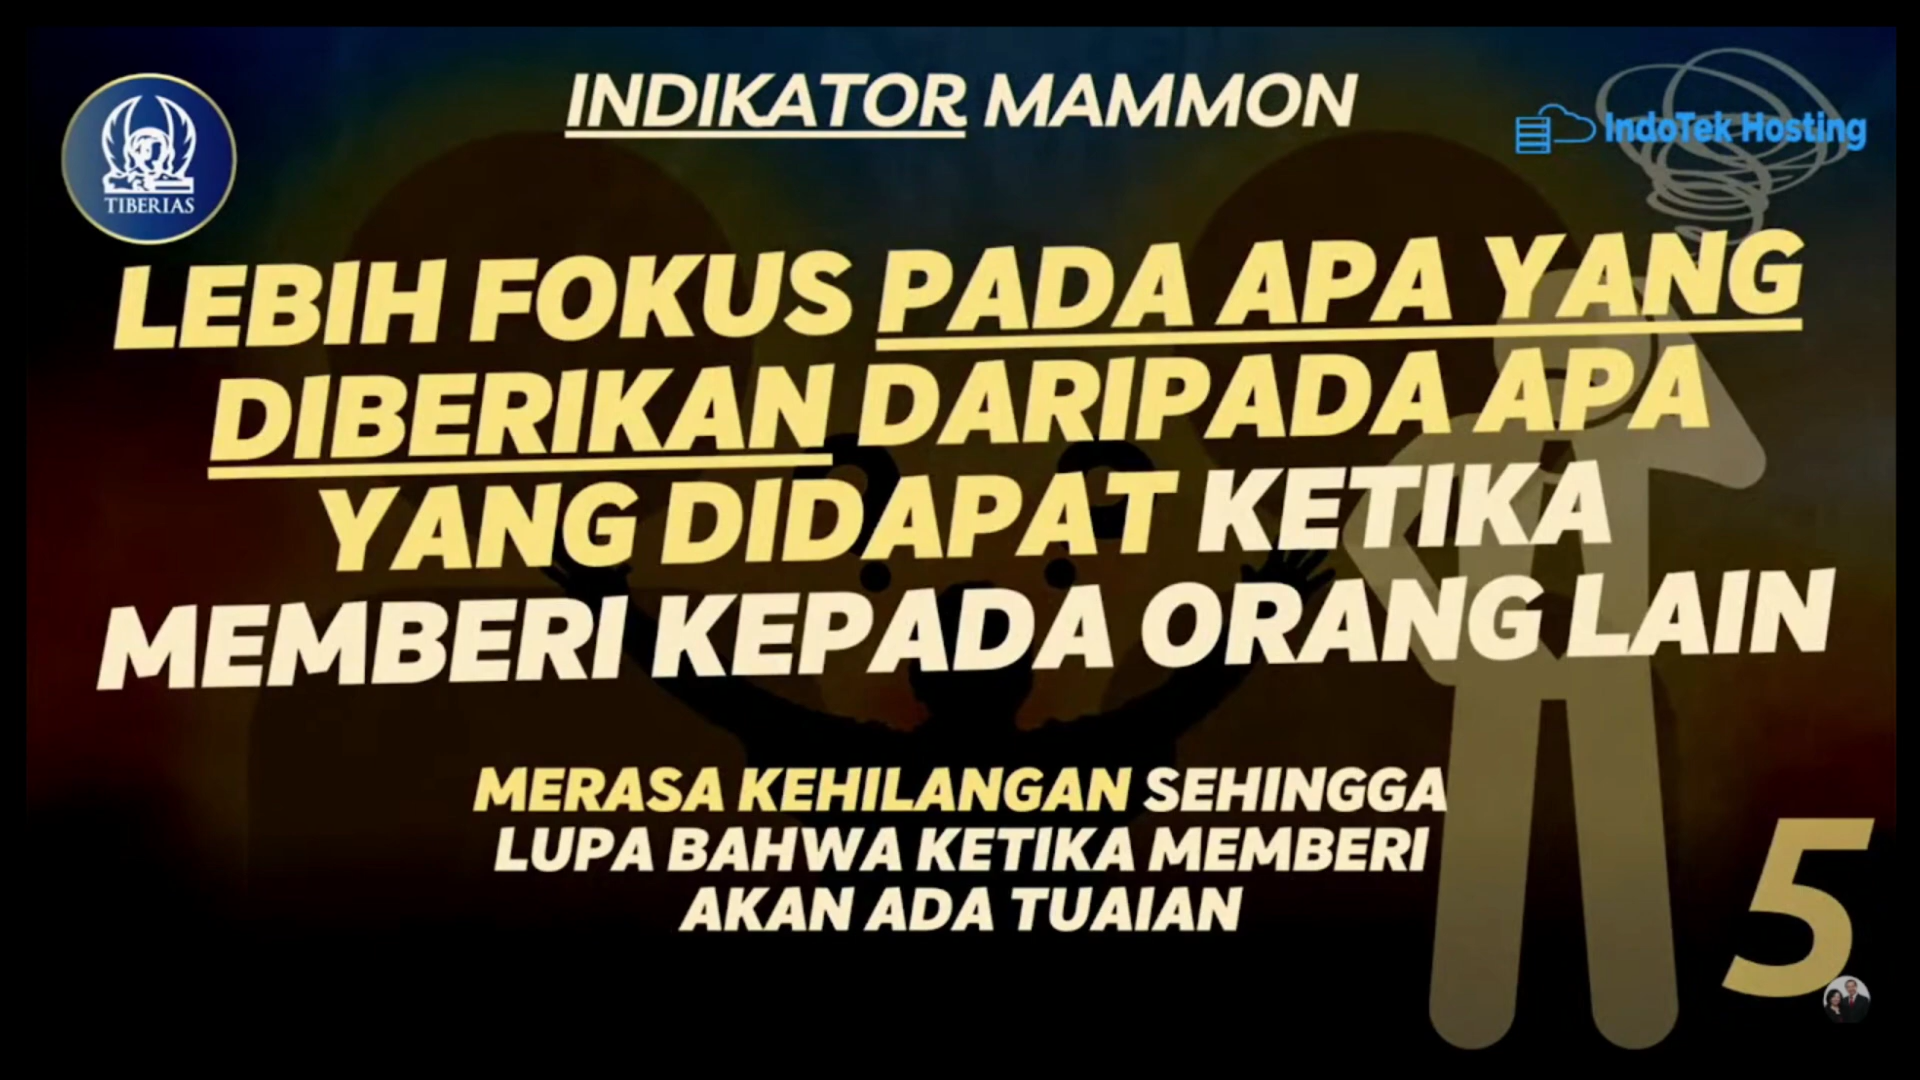 INDIKATOR MAMMON
TIBERIAS
IndoTek Hosting
LEBIH FOKUS PADA APA YANG
DIBERIKAN DARIPADA APA
YANG DIDAPAT KETIKA
MEMBERI KEPADA ORANG LAIN
MERASA KEHILANGAN SEHINGGA
LUPA BAHWA KETIKA MEMBERI
AKAN ADA TUAIAN
5